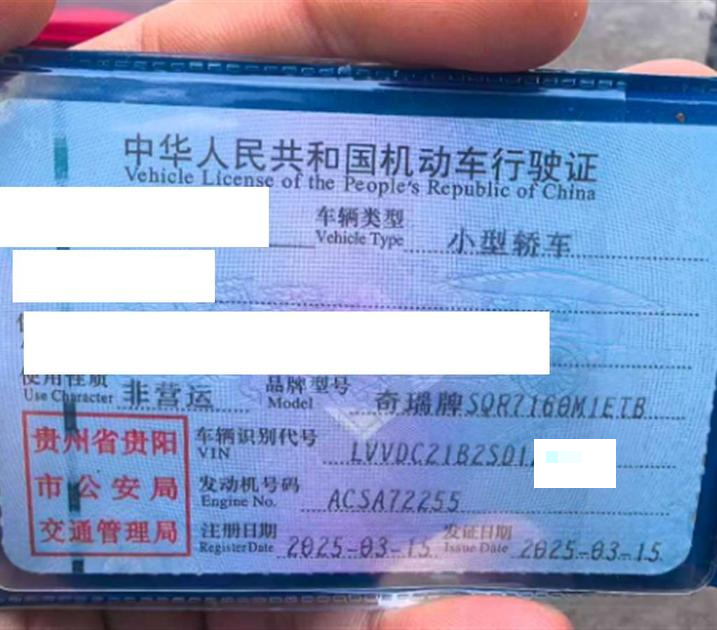 中华人民共和国机动车行驶证
Vehicle License of the People's Republic of China
车辆类型
Vehicle Type
小型轿车
使用性质
Use Character
非营运
品牌型号
Model
奇瑞牌SQR7160M1ETB
贵州省贵阳
市公安局
交通管理局
车辆识别代号
VIN
LVVDC21B2SD1
发动机号码
Engine No.
ACSA72255
注册日期
Register Date
2025-03-15
发证日期
Issue Date
2025-03-15